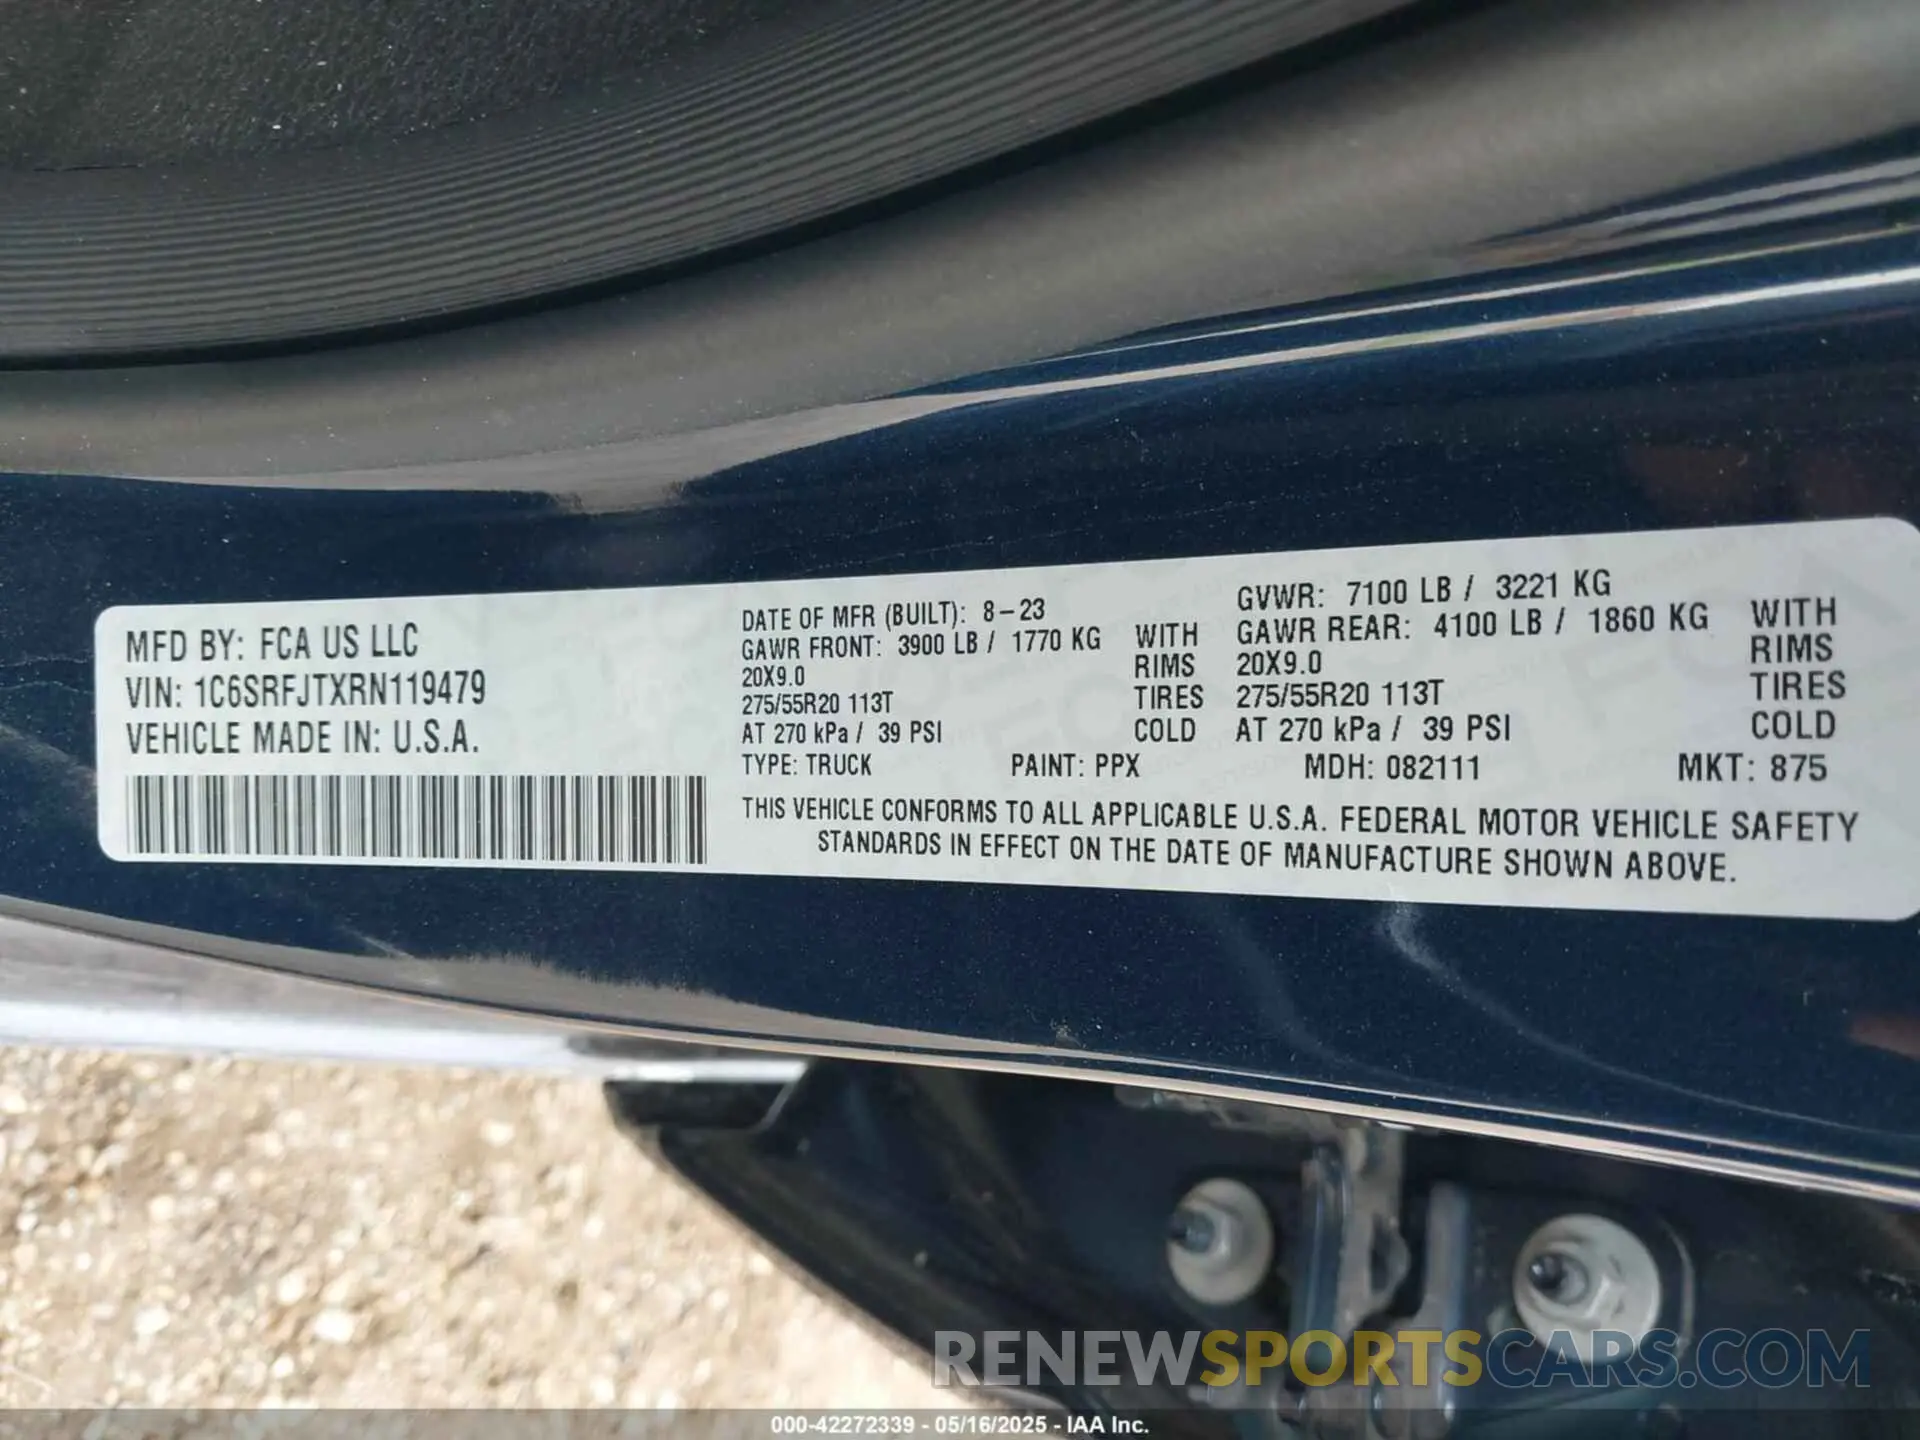 MFD BY: FCA US LLC
VIN: 1C6SRFJTXRN119479
VEHICLE MADE IN: U.S.A.
DATE OF MFR (BUILT): 8-23
GAWR FRONT: 3900 LB / 1770 KG WITH
20X9.0 RIMS
275/55R20 113T TIRES
AT 270 kPa / 39 PSI COLD
GVWR: 7100 LB / 3221 KG
GAWR REAR: 4100 LB / 1860 KG WITH
20X9.0 RIMS
275/55R20 113T TIRES
AT 270 kPa / 39 PSI COLD
TYPE: TRUCK PAINT: PPX MDH: 082111 MKT: 875
THIS VEHICLE CONFORMS TO ALL APPLICABLE U.S.A. FEDERAL MOTOR VEHICLE SAFETY
STANDARDS IN EFFECT ON THE DATE OF MANUFACTURE SHOWN ABOVE.
RENEWSPORTSCARS.COM
000-42272339 - 05/16/2025 - IAA Inc.